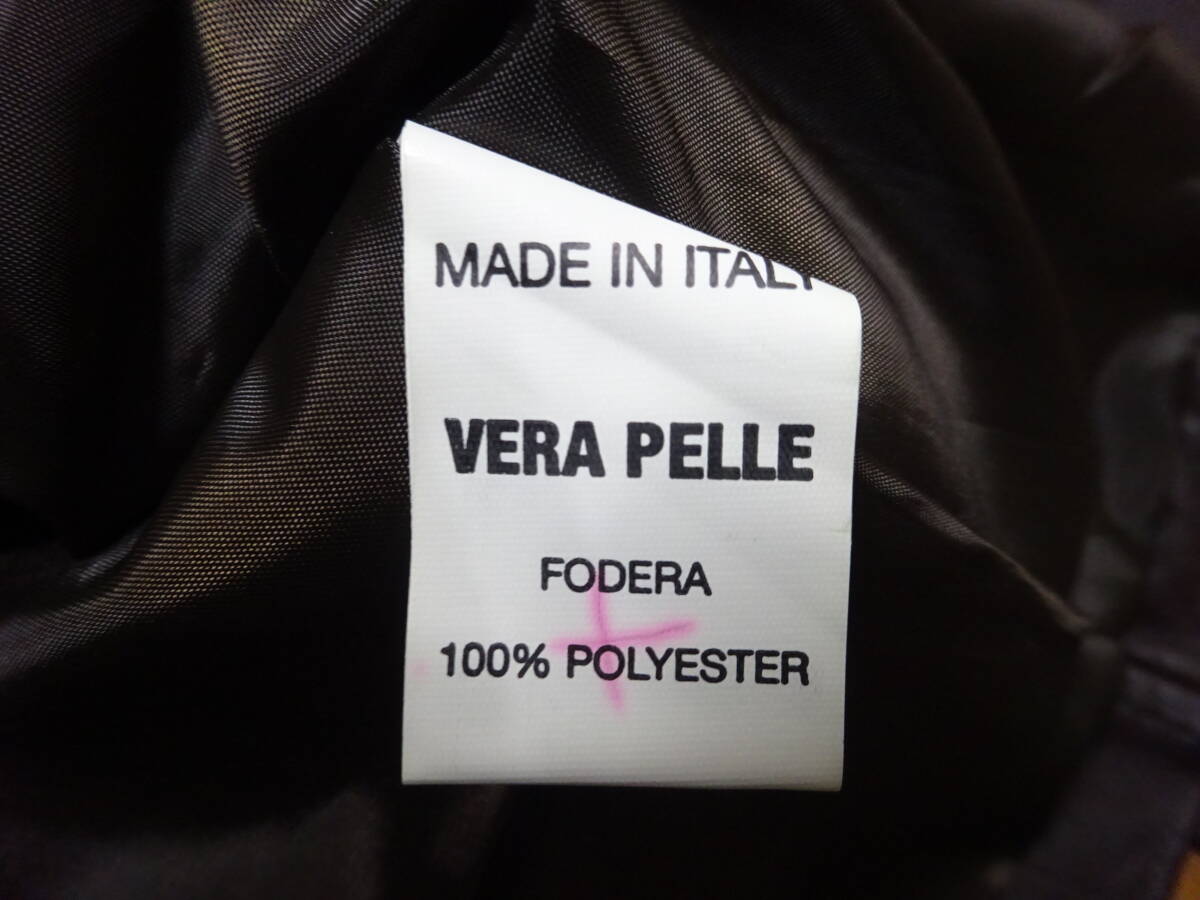 MADE IN ITALY
VERA PELLE
FODERA
100% POLYESTER